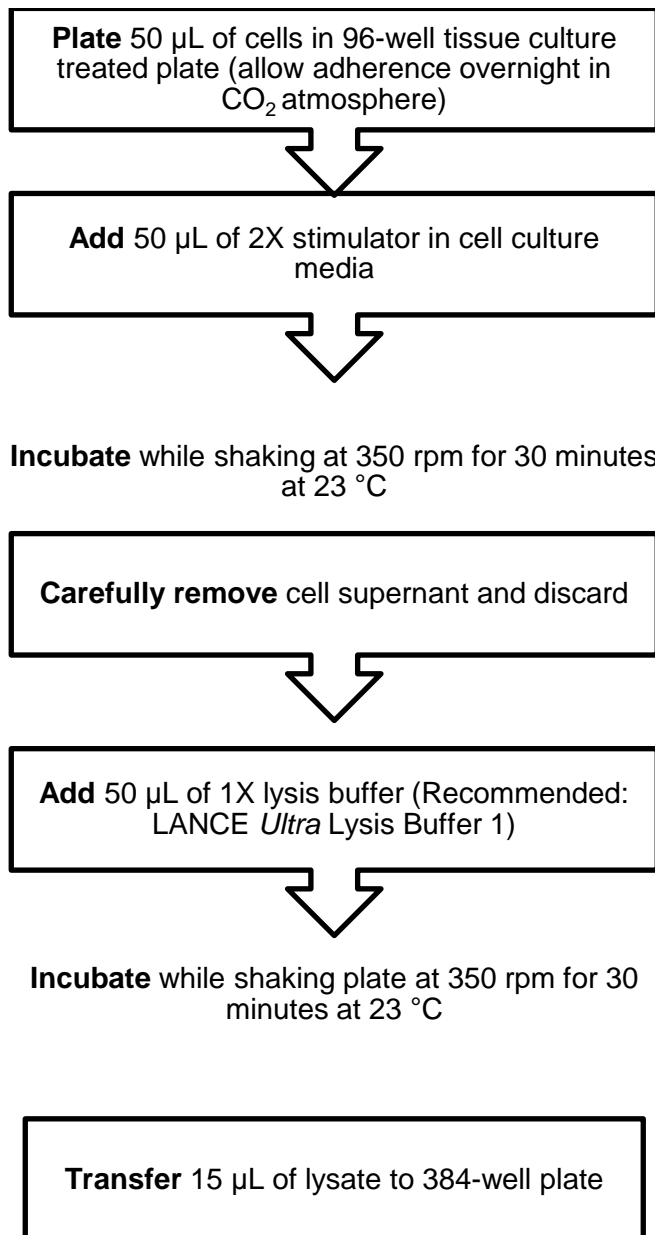 Plate 50 µL of cells in 96-well tissue culture
treated plate (allow adherence overnight in
CO₂ atmosphere)
Add 50 µL of 2X stimulator in cell culture
media
Incubate while shaking at 350 rpm for 30 minutes
at 23 °C
Carefully remove cell supernant and discard
Add 50 µL of 1X lysis buffer (Recommended:
LANCE Ultra Lysis Buffer 1)
Incubate while shaking plate at 350 rpm for 30
minutes at 23 °C
Transfer 15 µL of lysate to 384-well plate